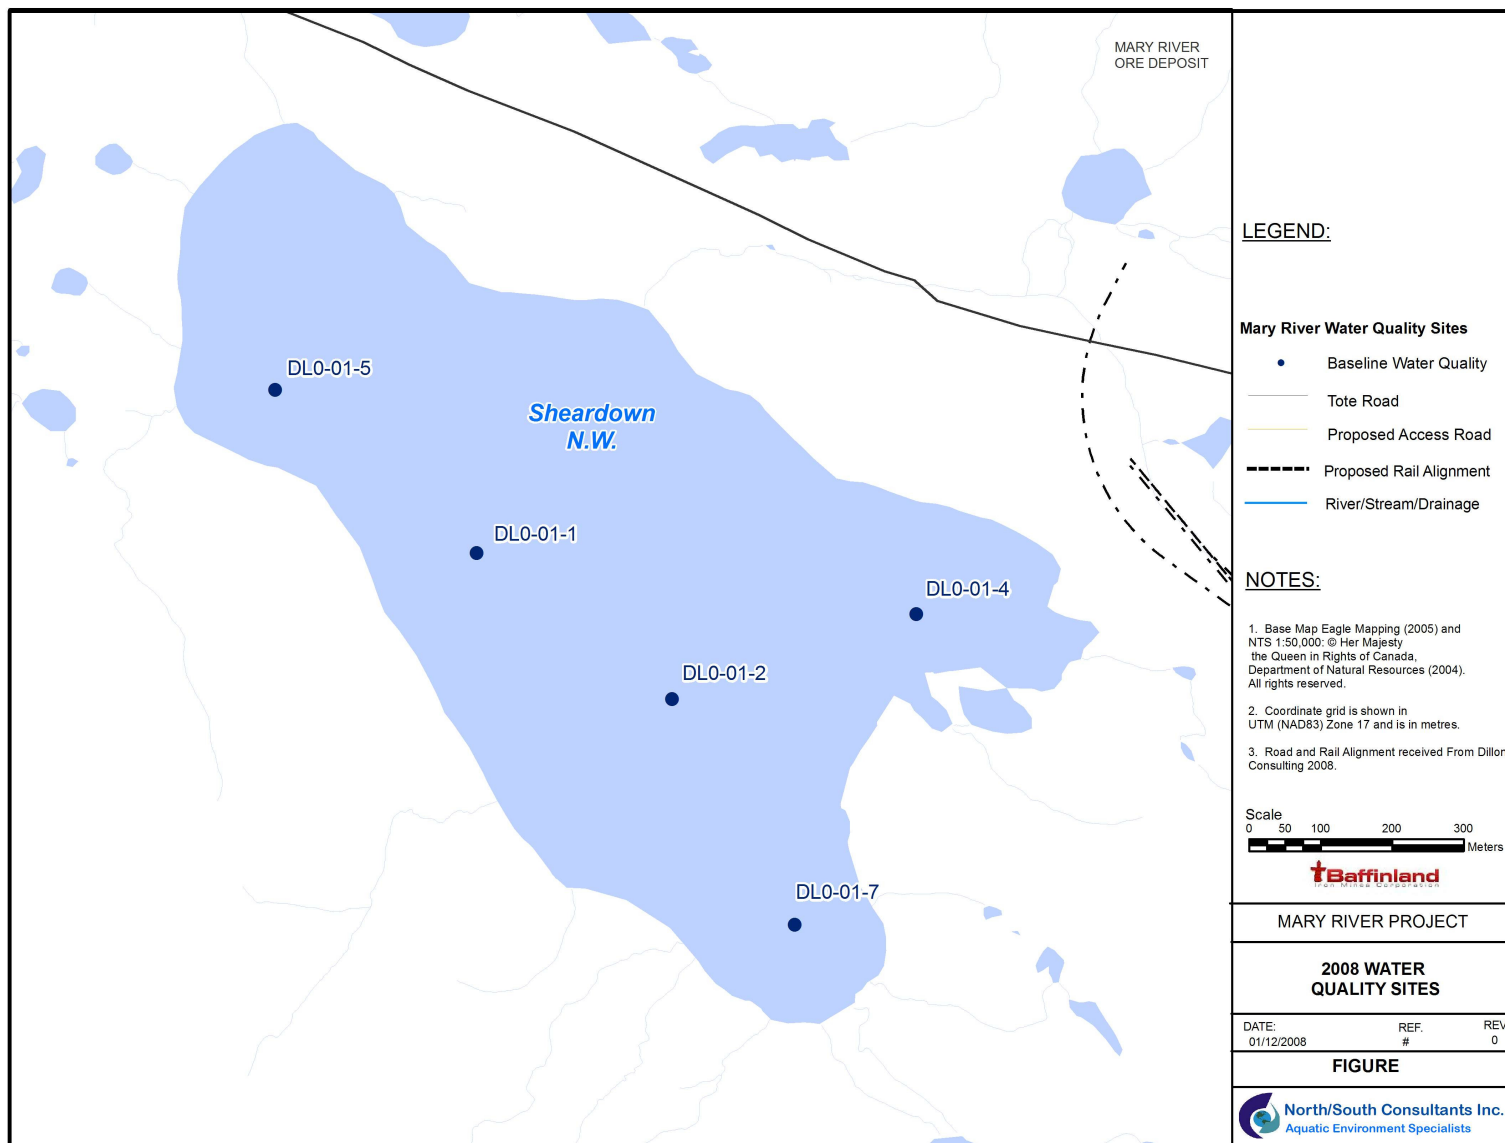 MARY RIVER
ORE DEPOSIT
DL0-01-5
Sheardown
N.W.
DL0-01-1
DL0-01-4
DL0-01-2
DL0-01-7
LEGEND:
Mary River Water Quality Sites
Baseline Water Quality
Tote Road
Proposed Access Road
Proposed Rail Alignment
River/Stream/Drainage
NOTES:
1. Base Map Eagle Mapping (2005) and
NTS 1:50,000: © Her Majesty
the Queen in Rights of Canada,
Department of Natural Resources (2004).
All rights reserved.
2. Coordinate grid is shown in
UTM (NAD83) Zone 17 and is in metres.
3. Road and Rail Alignment received From Dillon
Consulting 2008.
Scale
0 50 100 200 300
Meters
Baffinland
Iron Mines Corporation
MARY RIVER PROJECT
2008 WATER
QUALITY SITES
DATE: REF. REV
01/12/2008 # 0
FIGURE
North/South Consultants Inc.
Aquatic Environment Specialists